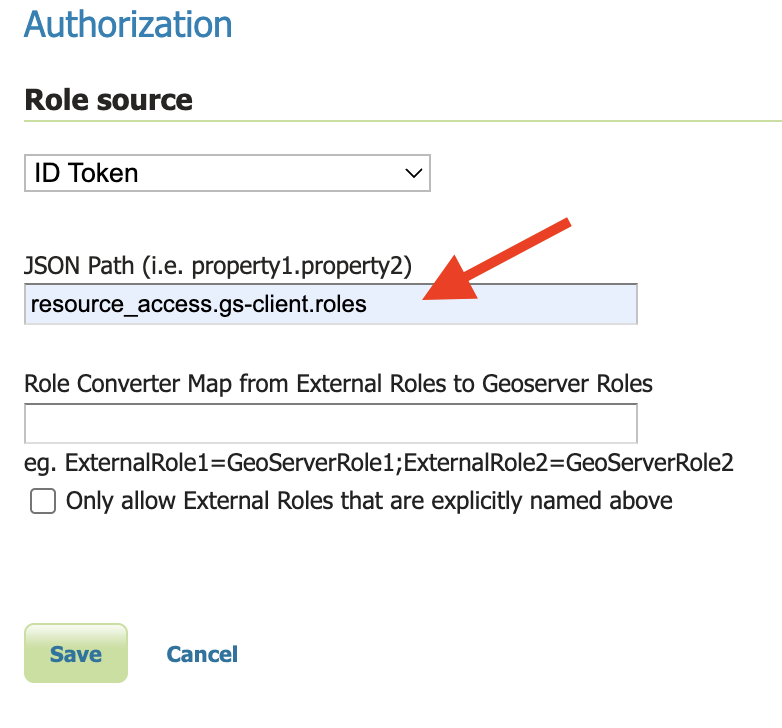 Authorization
Role source
ID Token
JSON Path (i.e. property1.property2)
resource_access.gs-client.roles
Role Converter Map from External Roles to Geoserver Roles
eg. ExternalRole1=GeoServerRole1;ExternalRole2=GeoServerRole2
Only allow External Roles that are explicitly named above
Save Cancel